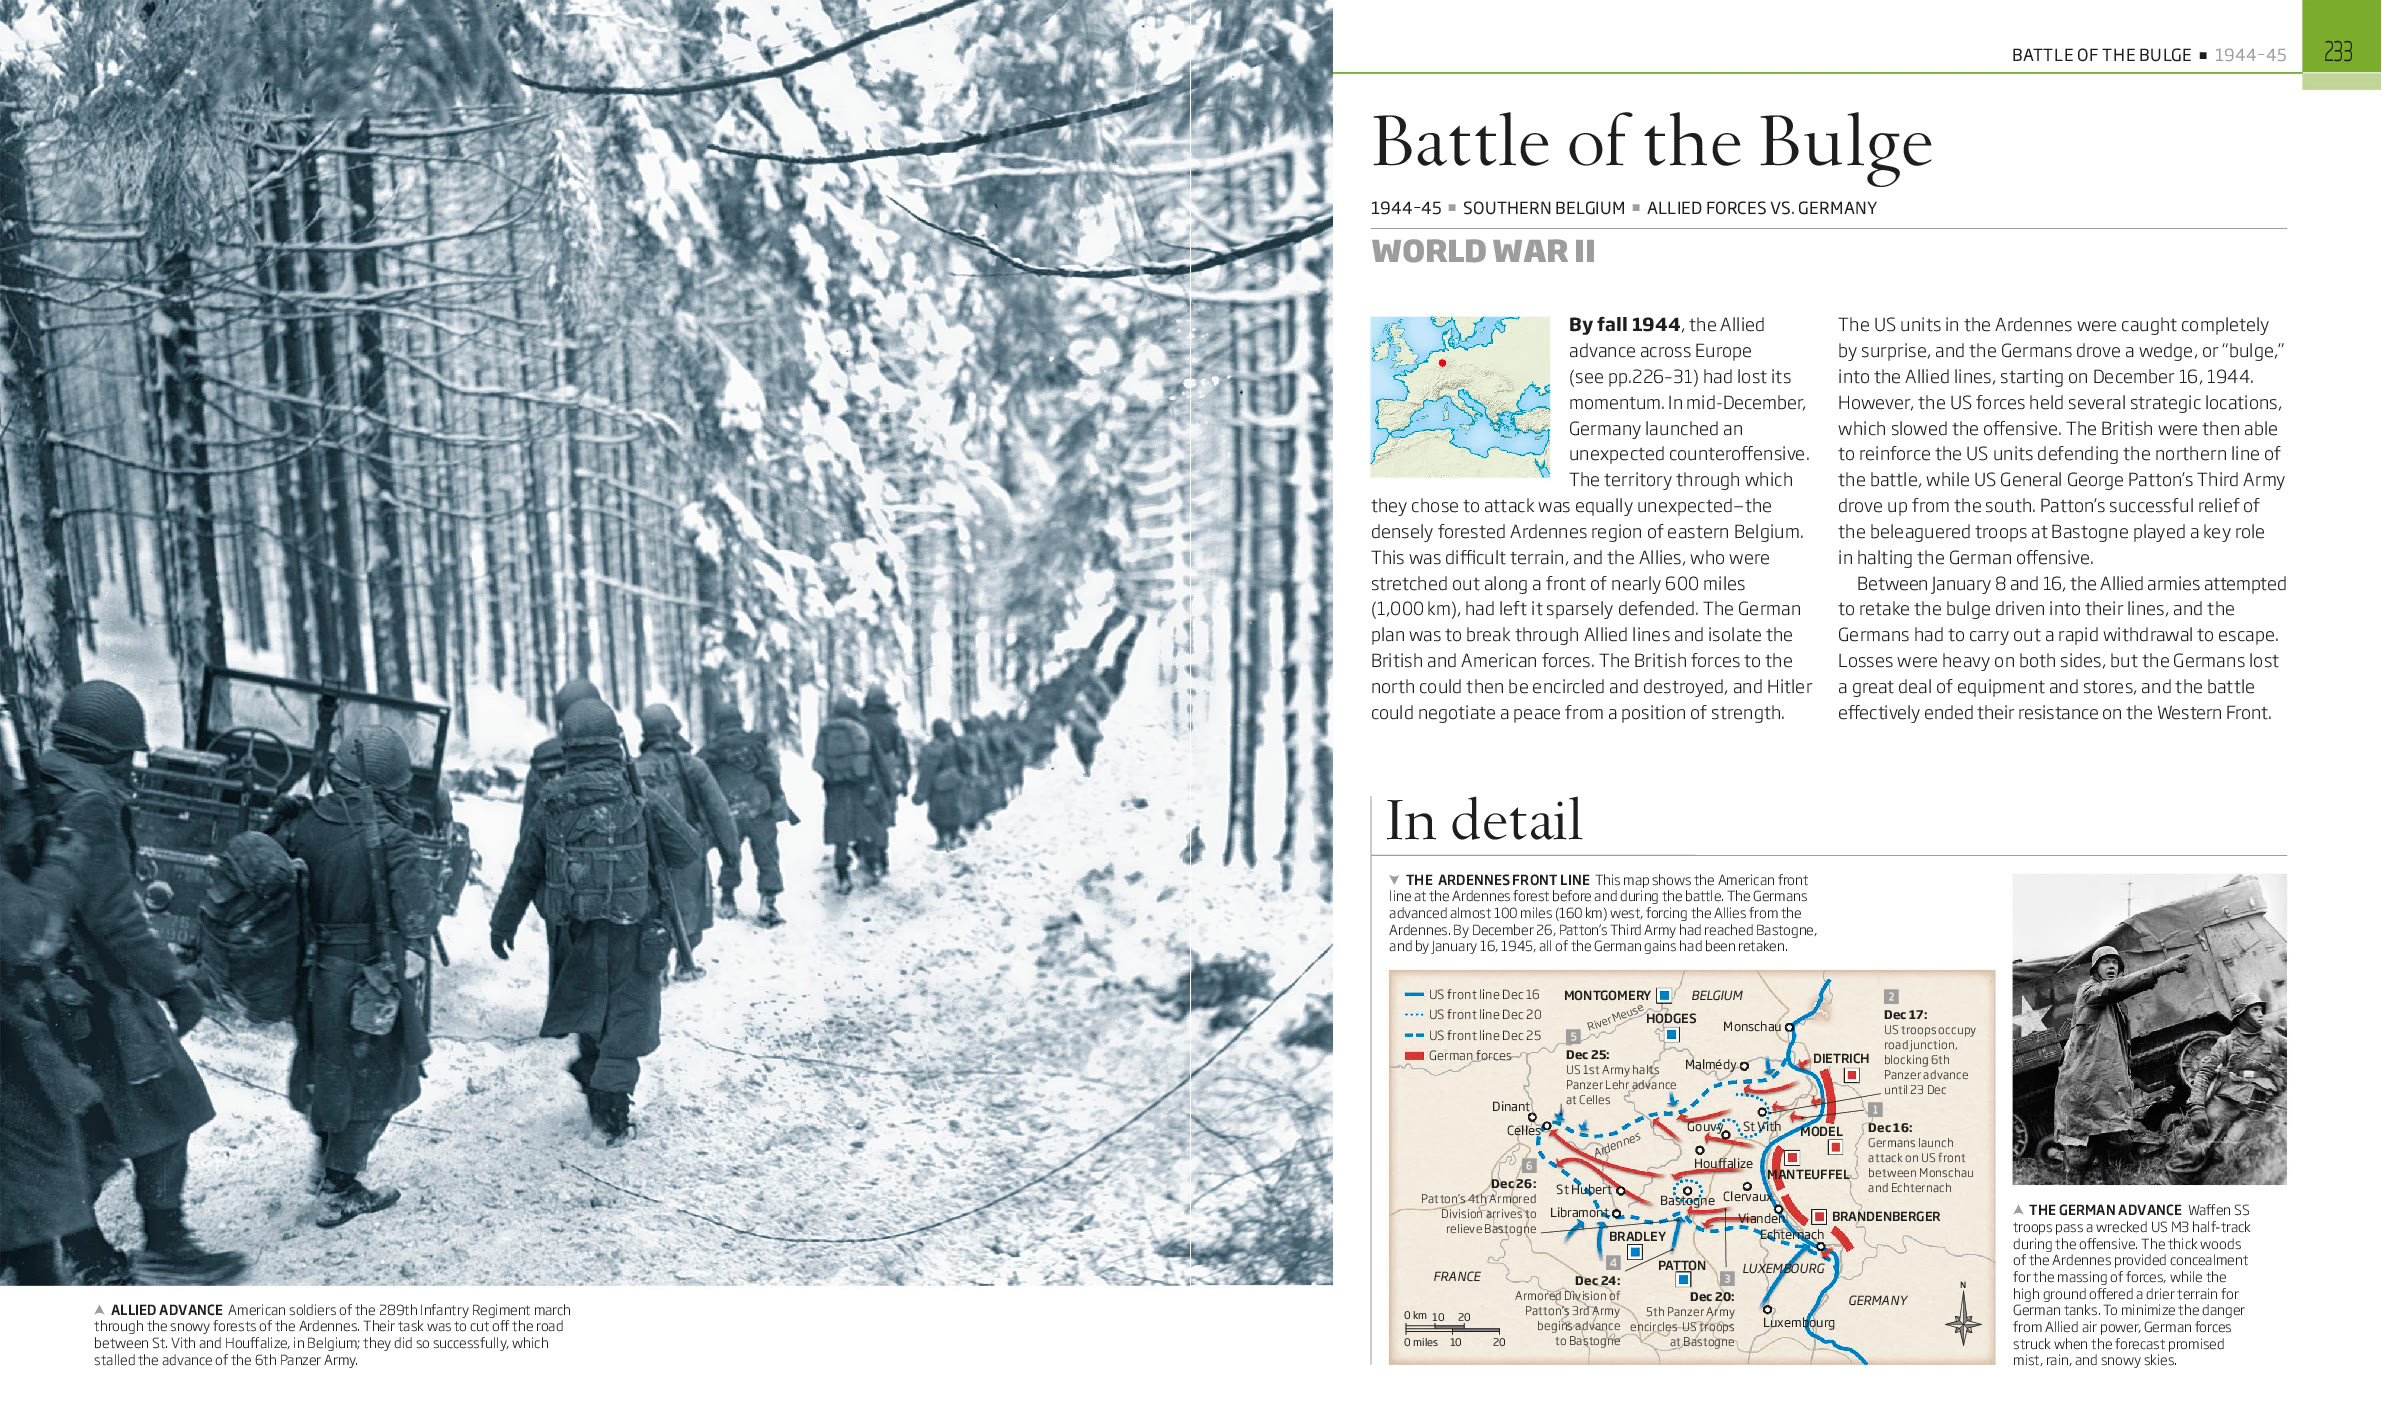 BATTLE OF THE BULGE ■ 1944–45
233
Battle of the Bulge
1944–45 ■ SOUTHERN BELGIUM ■ ALLIED FORCES VS. GERMANY
WORLD WAR II
By fall 1944, the Allied
advance across Europe
(see pp.226–31) had lost its
momentum. In mid-December,
Germany launched an
unexpected counteroffensive.
The territory through which
they chose to attack was equally unexpected—the
densely forested Ardennes region of eastern Belgium.
This was difficult terrain, and the Allies, who were
stretched out along a front of nearly 600 miles
(1,000 km), had left it sparsely defended. The German
plan was to break through Allied lines and isolate the
British and American forces. The British forces to the
north could then be encircled and destroyed, and Hitler
could negotiate a peace from a position of strength.
The US units in the Ardennes were caught completely
by surprise, and the Germans drove a wedge, or “bulge,”
into the Allied lines, starting on December 16, 1944.
However, the US forces held several strategic locations,
which slowed the offensive. The British were then able
to reinforce the US units defending the northern line of
the battle, while US General George Patton’s Third Army
drove up from the south. Patton’s successful relief of
the beleaguered troops at Bastogne played a key role
in halting the German offensive.
Between January 8 and 16, the Allied armies attempted
to retake the bulge driven into their lines, and the
Germans had to carry out a rapid withdrawal to escape.
Losses were heavy on both sides, but the Germans lost
a great deal of equipment and stores, and the battle
effectively ended their resistance on the Western Front.
In detail
THE ARDENNES FRONT LINE This map shows the American front
line at the Ardennes forest before and during the battle. The Germans
advanced almost 100 miles (160 km) west, forcing the Allies from the
Ardennes. By December 26, Patton’s Third Army had reached Bastogne,
and by January 16, 1945, all of the German gains had been retaken.
US front line Dec 16
US front line Dec 20
US front line Dec 25
German forces
MONTGOMERY
BELGIUM
River Meuse
HODGES
Monschau
2
Dec 17:
US troops occupy
road junction,
blocking 6th
Panzer advance
until 23 Dec
5
Dec 25:
US 1st Army halts
Panzer Lehr advance
at Celles
Malmédy
DIETRICH
Dinant
Celles
Gouvy
St Vith
MODEL
1
Dec 16:
Germans launch
attack on US front
between Monschau
and Echternach
Ardennes
Houffalize
MANTEUFFEL
6
Dec 26:
Patton’s 4th Armored
Division arrives to
relieve Bastogne
St Hubert
Bastogne
Clervaux
Libramont
Vianden
BRANDENBERGER
Echternach
BRADLEY
PATTON
LUXEMBOURG
FRANCE
4
Dec 24:
Armored Division of
Patton’s 3rd Army
begins advance
to Bastogne
3
Dec 20:
5th Panzer Army
encircles US troops
at Bastogne
GERMANY
Luxembourg
N
0 km 10 20
0 miles 10 20
THE GERMAN ADVANCE Waffen SS
troops pass a wrecked US M3 half-track
during the offensive. The thick woods
of the Ardennes provided concealment
for the massing of forces, while the
high ground offered a drier terrain for
German tanks. To minimize the danger
from Allied air power, German forces
struck when the forecast promised
mist, rain, and snowy skies.
ALLIED ADVANCE American soldiers of the 289th Infantry Regiment march
through the snowy forests of the Ardennes. Their task was to cut off the road
between St. Vith and Houffalize, in Belgium; they did so successfully, which
stalled the advance of the 6th Panzer Army.